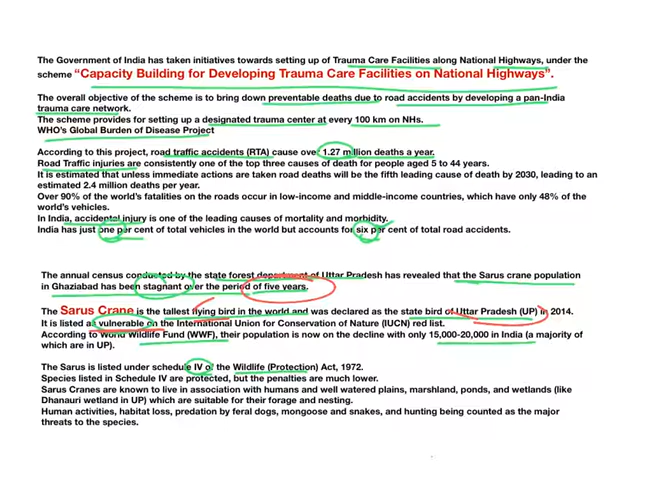 The Government of India has taken initiatives towards setting up of Trauma Care Facilities along National Highways, under the
scheme “Capacity Building for Developing Trauma Care Facilities on National Highways”.
The overall objective of the scheme is to bring down preventable deaths due to road accidents by developing a pan-India
trauma care network.
The scheme provides for setting up a designated trauma center at every 100 km on NHs.
WHO’s Global Burden of Disease Project
According to this project, road traffic accidents (RTA) cause over 1.27 million deaths a year.
Road Traffic injuries are consistently one of the top three causes of death for people aged 5 to 44 years.
It is estimated that unless immediate actions are taken road deaths will be the fifth leading cause of death by 2030, leading to an
estimated 2.4 million deaths per year.
Over 90% of the world’s fatalities on the roads occur in low-income and middle-income countries, which have only 48% of the
world’s vehicles.
In India, accidental injury is one of the leading causes of mortality and morbidity.
India has just one per cent of total vehicles in the world but accounts for six per cent of total road accidents.
The annual census conducted by the state forest department of Uttar Pradesh has revealed that the Sarus crane population
in Ghaziabad has been stagnant over the period of five years.
The Sarus Crane is the tallest flying bird in the world and was declared as the state bird of Uttar Pradesh (UP) in 2014.
It is listed as vulnerable on the International Union for Conservation of Nature (IUCN) red list.
According to World Wildlife Fund (WWF), their population is now on the decline with only 15,000-20,000 in India (a majority of
which are in UP).
The Sarus is listed under schedule IV of the Wildlife (Protection) Act, 1972.
Species listed in Schedule IV are protected, but the penalties are much lower.
Sarus Cranes are known to live in association with humans and well watered plains, marshland, ponds, and wetlands (like
Dhanauri wetland in UP) which are suitable for their forage and nesting.
Human activities, habitat loss, predation by feral dogs, mongoose and snakes, and hunting being counted as the major
threats to the species.